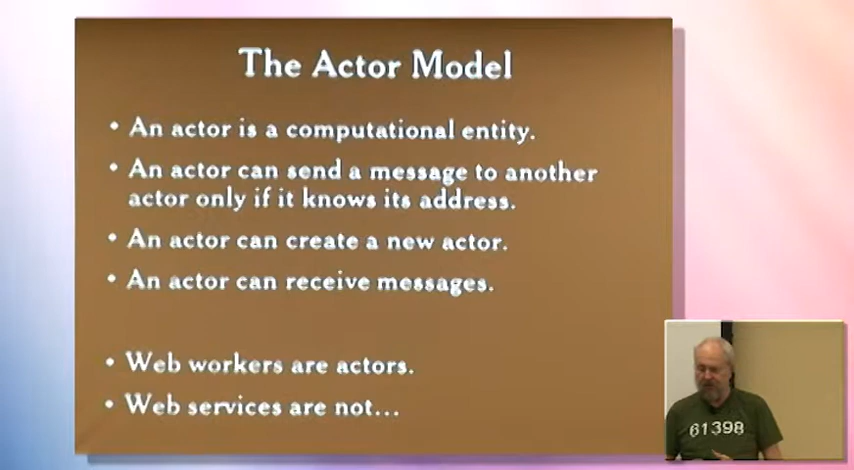 The Actor Model
• An actor is a computational entity.
• An actor can send a message to another
actor only if it knows its address.
• An actor can create a new actor.
• An actor can receive messages.
• Web workers are actors.
• Web services are not...
61398